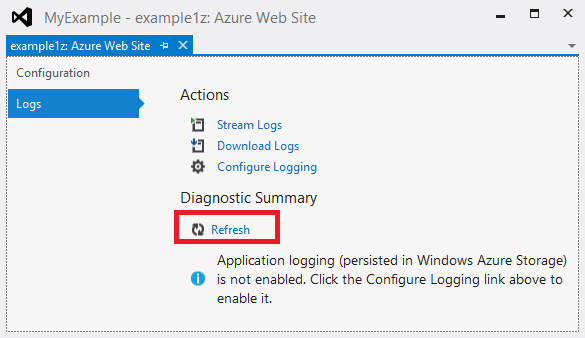 MyExample - example1z: Azure Web Site
example1z: Azure Web Site
Configuration
Logs
Actions
Stream Logs
Download Logs
Configure Logging
Diagnostic Summary
Refresh
Application logging (persisted in Windows Azure Storage)
is not enabled. Click the Configure Logging link above to
enable it.